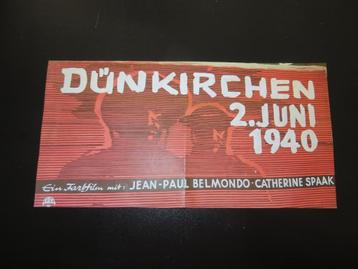 DÜNKIRCHEN
2. JUNI
1940
Ein Farbfilm mit: JEAN-PAUL BELMONDO · CATHERINE SPAAK